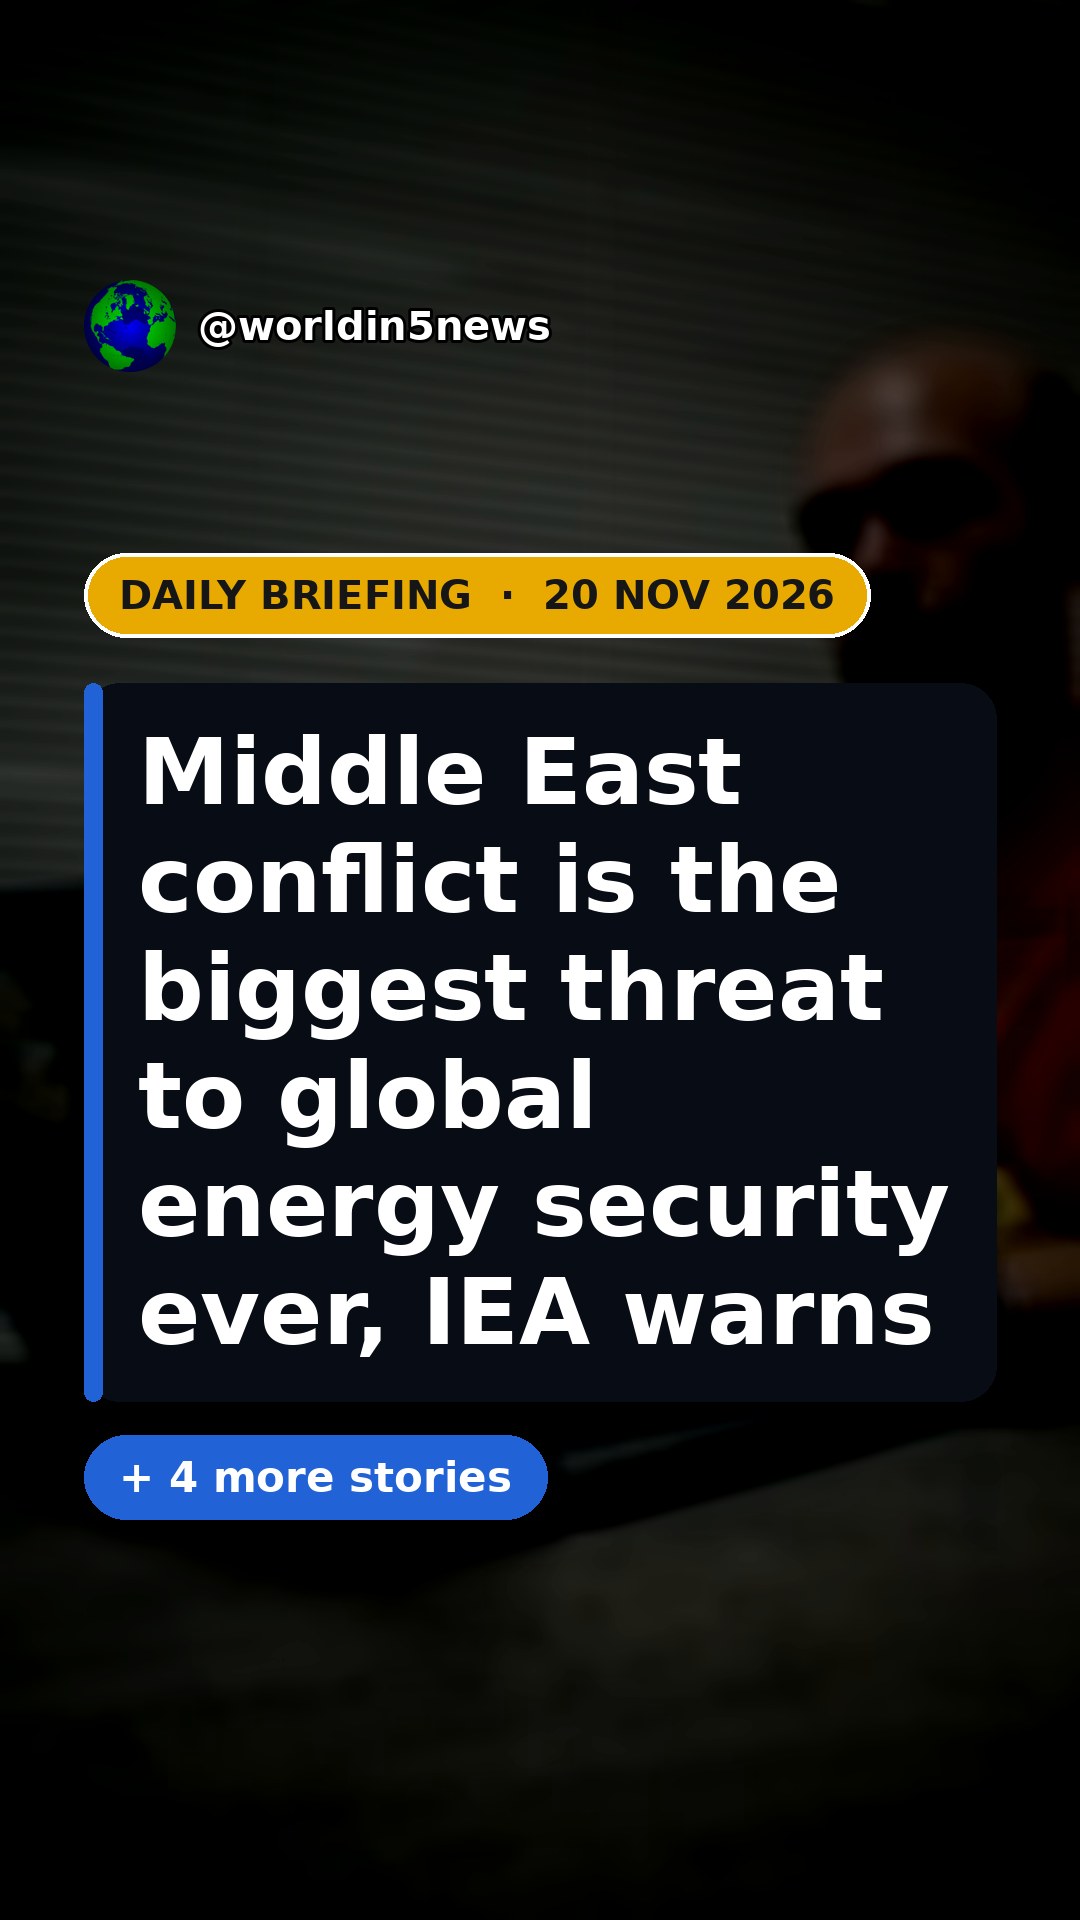 @worldin5news
DAILY BRIEFING · 20 NOV 2026
Middle East
conflict is the
biggest threat
to global
energy security
ever, IEA warns
+ 4 more stories